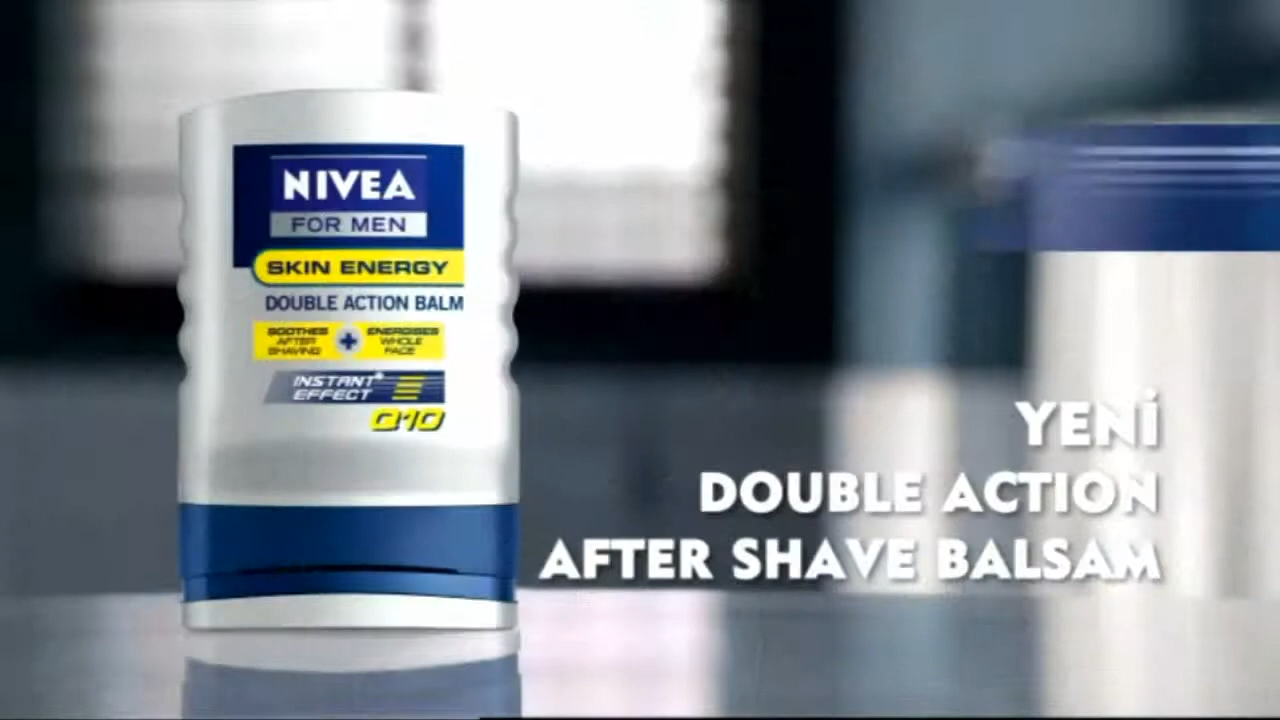 NIVEA
FOR MEN
SKIN ENERGY
DOUBLE ACTION BALM
SOOTHES AFTER SHAVING + ENERGISES WHOLE FACE
INSTANT EFFECT
Q10
YENİ
DOUBLE ACTION
AFTER SHAVE BALSAM